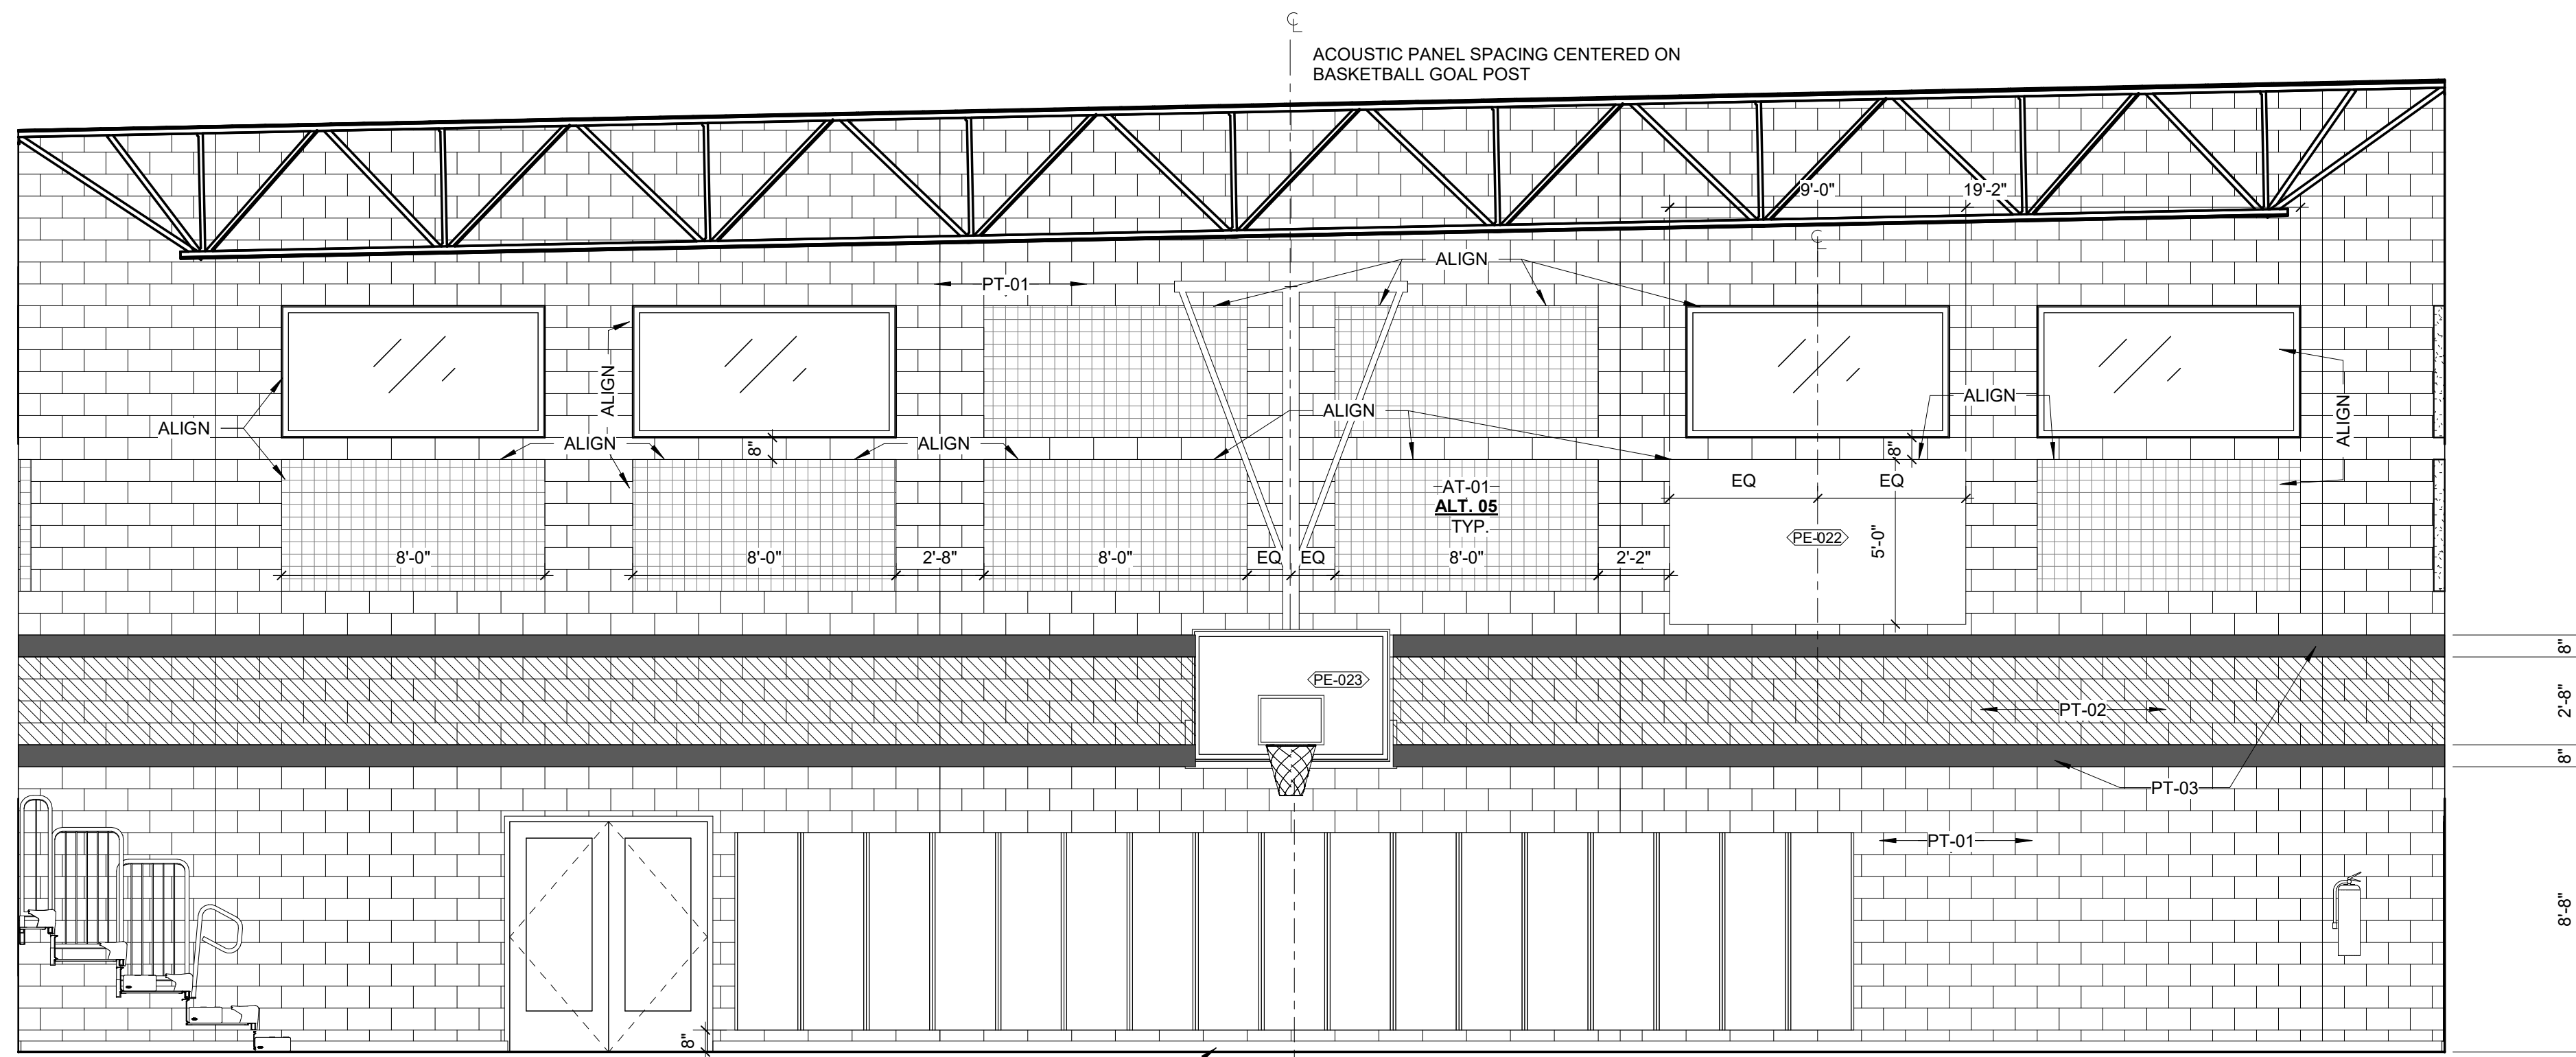 ℄
ACOUSTIC PANEL SPACING CENTERED ON
BASKETBALL GOAL POST
9'-0"
19'-2"
℄
ALIGN
PT-01
ALIGN
ALIGN
ALIGN
ALIGN
ALIGN
ALIGN
ALIGN
ALIGN
8"
8"
EQ
EQ
AT-01
ALT. 05
TYP.
PE-022
5'-0"
8'-0"
8'-0"
2'-8"
8'-0"
EQ
EQ
8'-0"
2'-2"
8"
PE-023
2'-8"
PT-02
8"
PT-03
PT-01
8'-8"
8"